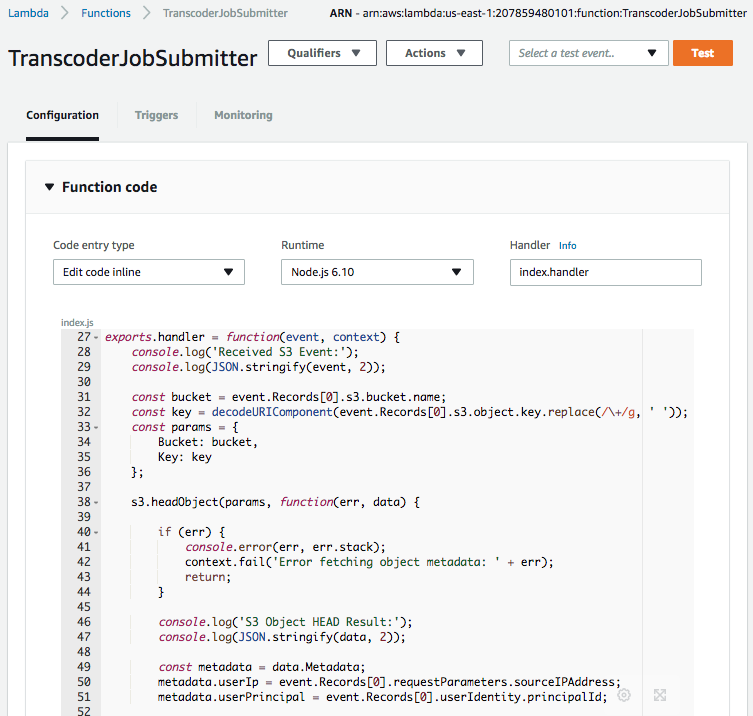 Lambda Functions TranscoderJobSubmitter ARN - arn:aws:lambda:us-east-1:207859480101:function:TranscoderJobSubmitter
TranscoderJobSubmitter Qualifiers Actions Select a test event.. Test
Configuration Triggers Monitoring
Function code
Code entry type Runtime Handler Info
Edit code inline Node.js 6.10 index.handler
index.js
27 exports.handler = function(event, context) {
28 console.log('Received S3 Event:');
29 console.log(JSON.stringify(event, 2));
30
31 const bucket = event.Records[0].s3.bucket.name;
32 const key = decodeURIComponent(event.Records[0].s3.object.key.replace(/\+/g, ' '));
33 const params = {
34 Bucket: bucket,
35 Key: key
36 };
37
38 s3.headObject(params, function(err, data) {
39
40 if (err) {
41 console.error(err, err.stack);
42 context.fail('Error fetching object metadata: ' + err);
43 return;
44 }
45
46 console.log('S3 Object HEAD Result:');
47 console.log(JSON.stringify(data, 2));
48
49 const metadata = data.Metadata;
50 metadata.userIp = event.Records[0].requestParameters.sourceIPAddress;
51 metadata.userPrincipal = event.Records[0].userIdentity.principalId;
52